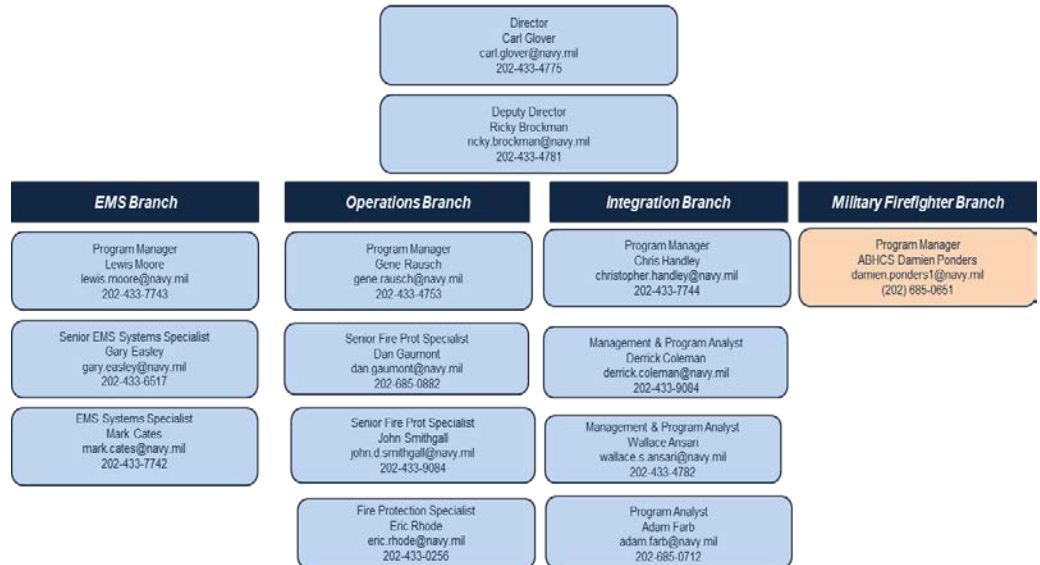 Director
Carl Glover
carl.glover@navy.mil
202-433-4775
Deputy Director
Ricky Brockman
ricky.brockman@navy.mil
202-433-4781
EMS Branch
Program Manager
Lewis Moore
lewis.moore@navy.mil
202-433-7743
Senior EMS Systems Specialist
Gary Easley
gary.easley@navy.mil
202-433-6517
EMS Systems Specialist
Mark Cates
mark.cates@navy.mil
202-433-7742
Operations Branch
Program Manager
Gene Rausch
gene.rausch@navy.mil
202-433-4753
Senior Fire Prot Specialist
Dan Gaumont
dan.gaumont@navy.mil
202-685-0882
Senior Fire Prot Specialist
John Smithgall
john.d.smithgall@navy.mil
202-433-9084
Fire Protection Specialist
Eric Rhode
eric.rhode@navy.mil
202-433-0256
Integration Branch
Program Manager
Chris Handley
christopher.handley@navy.mil
202-433-7744
Management & Program Analyst
Derrick Coleman
derrick.coleman@navy.mil
202-433-9084
Management & Program Analyst
Wallace Ansari
wallace.s.ansari@navy.mil
202-433-4782
Program Analyst
Adam Farb
adam.farb@navy.mil
202-685-0712
Military Firefighter Branch
Program Manager
ABHCS Damien Ponders
damien.ponders1@navy.mil
(202) 685-0651